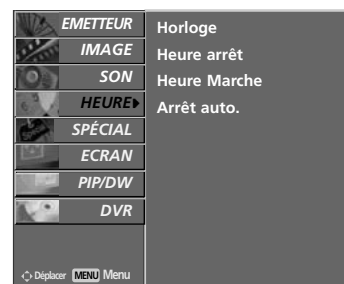 EMETTEUR
IMAGE
SON
HEURE
SPÉCIAL
ECRAN
PIP/DW
DVR
Déplacer MENU Menu
Horloge
Heure arrêt
Heure Marche
Arrêt auto.